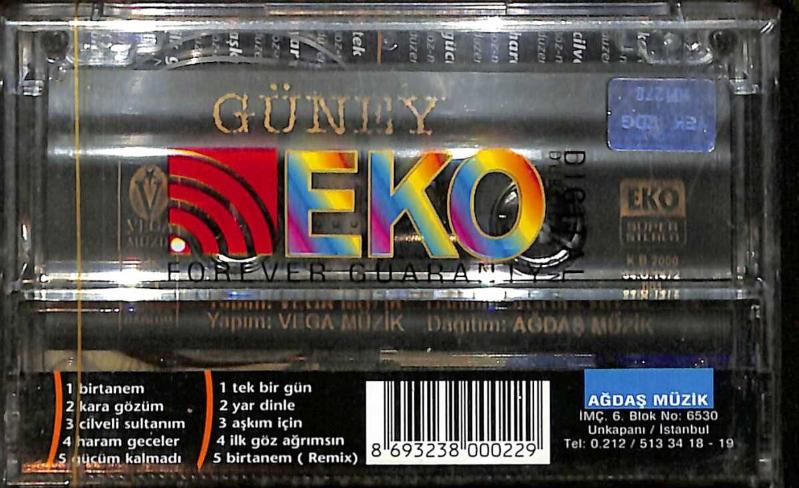 GÜNEY
EKO
DIGITAL
FOREVER GUARANTY
VEGA
MÜZİK
EKO
SUPER
STEREO
K.B 2000
Yapım: VEGA MÜZİK Dağıtım: AĞDAŞ MÜZİK
1 birtanem
2 kara gözüm
3 cilveli sultanım
4 haram geceler
5 gücüm kalmadı
1 tek bir gün
2 yar dinle
3 aşkım için
4 ilk göz ağrımsın
5 birtanem ( Remix)
8 693238 000229
AĞDAŞ MÜZİK
İMÇ. 6. Blok No: 6530
Unkapanı / İstanbul
Tel: 0.212 / 513 34 18 - 19